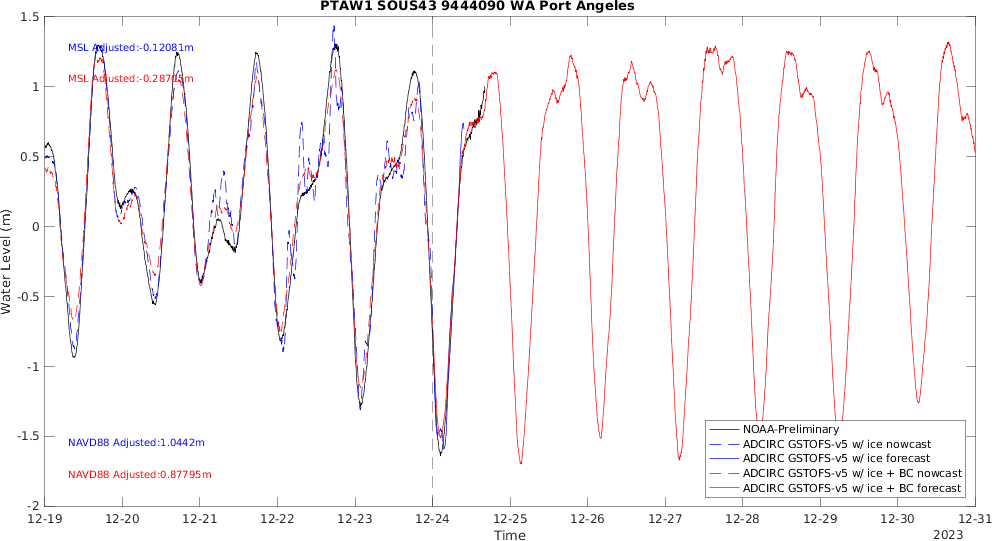 PTAW1 SOUS43 9444090 WA Port Angeles
MSL Adjusted:-0.12081m
MSL Adjusted:
NAVD88 Adjusted:1.0442m
NAVD88 Adjusted:0.87795m
Water Level (m)
1.5
1
0.5
0
-0.5
-1
-1.5
-2
NOAA-Preliminary
ADCIRC GSTOFS-v5 w/ ice nowcast
ADCIRC GSTOFS-v5 w/ ice forecast
ADCIRC GSTOFS-v5 w/ ice + BC nowcast
ADCIRC GSTOFS-v5 w/ ice + BC forecast
12-19 12-20 12-21 12-22 12-23 12-24 12-25 12-26 12-27 12-28 12-29 12-30 12-31
Time
2023